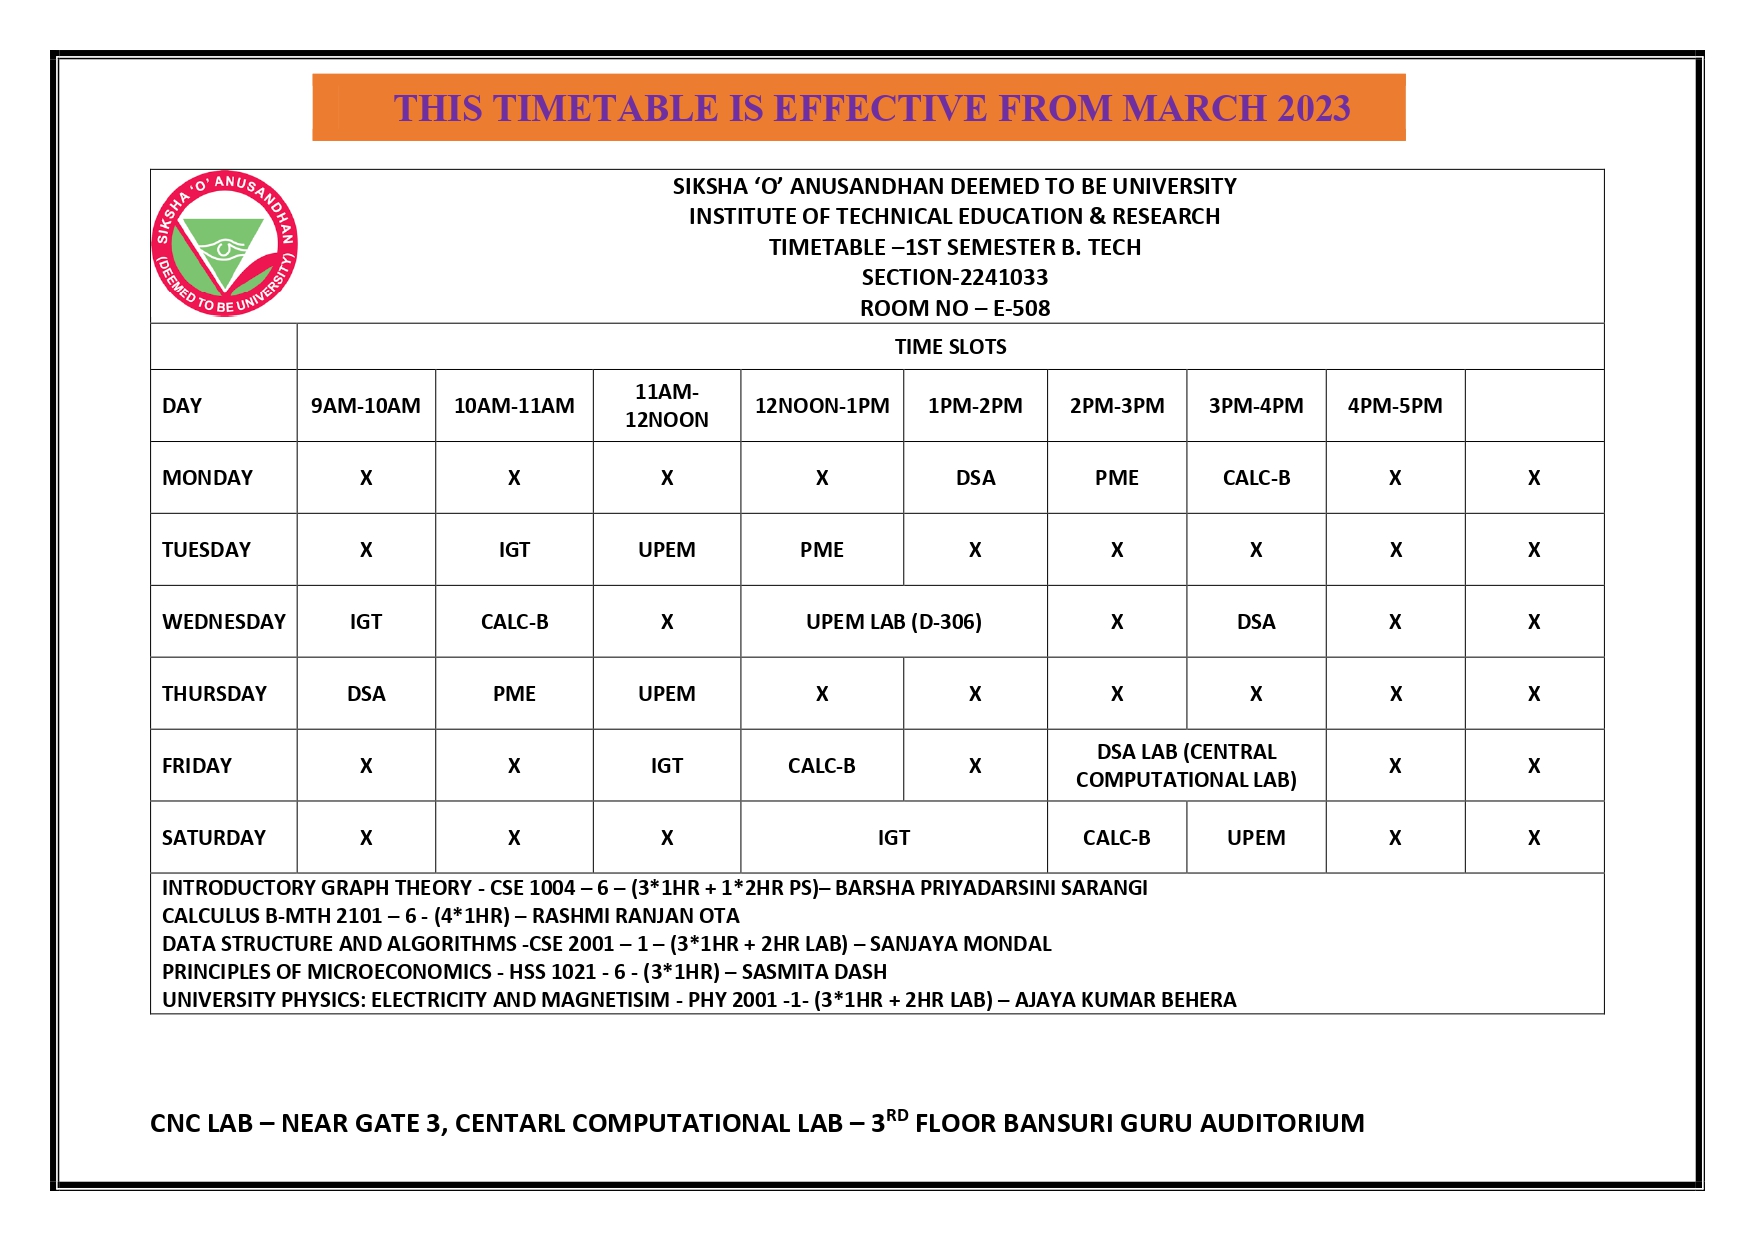 THIS TIMETABLE IS EFFECTIVE FROM MARCH 2023
SIKSHA 'O' ANUSANDHAN
(DEEMED TO BE UNIVERSITY)
SIKSHA ‘O’ ANUSANDHAN DEEMED TO BE UNIVERSITY
INSTITUTE OF TECHNICAL EDUCATION & RESEARCH
TIMETABLE –1ST SEMESTER B. TECH
SECTION-2241033
ROOM NO – E-508
TIME SLOTS
DAY 9AM-10AM 10AM-11AM 11AM-12NOON 12NOON-1PM 1PM-2PM 2PM-3PM 3PM-4PM 4PM-5PM
MONDAY X X X X DSA PME CALC-B X X
TUESDAY X IGT UPEM PME X X X X X
WEDNESDAY IGT CALC-B X UPEM LAB (D-306) X DSA X X
THURSDAY DSA PME UPEM X X X X X X
FRIDAY X X IGT CALC-B X DSA LAB (CENTRAL COMPUTATIONAL LAB) X X
SATURDAY X X X IGT CALC-B UPEM X X
INTRODUCTORY GRAPH THEORY - CSE 1004 – 6 – (3*1HR + 1*2HR PS)– BARSHA PRIYADARSINI SARANGI
CALCULUS B-MTH 2101 – 6 - (4*1HR) – RASHMI RANJAN OTA
DATA STRUCTURE AND ALGORITHMS -CSE 2001 – 1 – (3*1HR + 2HR LAB) – SANJAYA MONDAL
PRINCIPLES OF MICROECONOMICS - HSS 1021 - 6 - (3*1HR) – SASMITA DASH
UNIVERSITY PHYSICS: ELECTRICITY AND MAGNETISIM - PHY 2001 -1- (3*1HR + 2HR LAB) – AJAYA KUMAR BEHERA
CNC LAB – NEAR GATE 3, CENTARL COMPUTATIONAL LAB – 3RD FLOOR BANSURI GURU AUDITORIUM